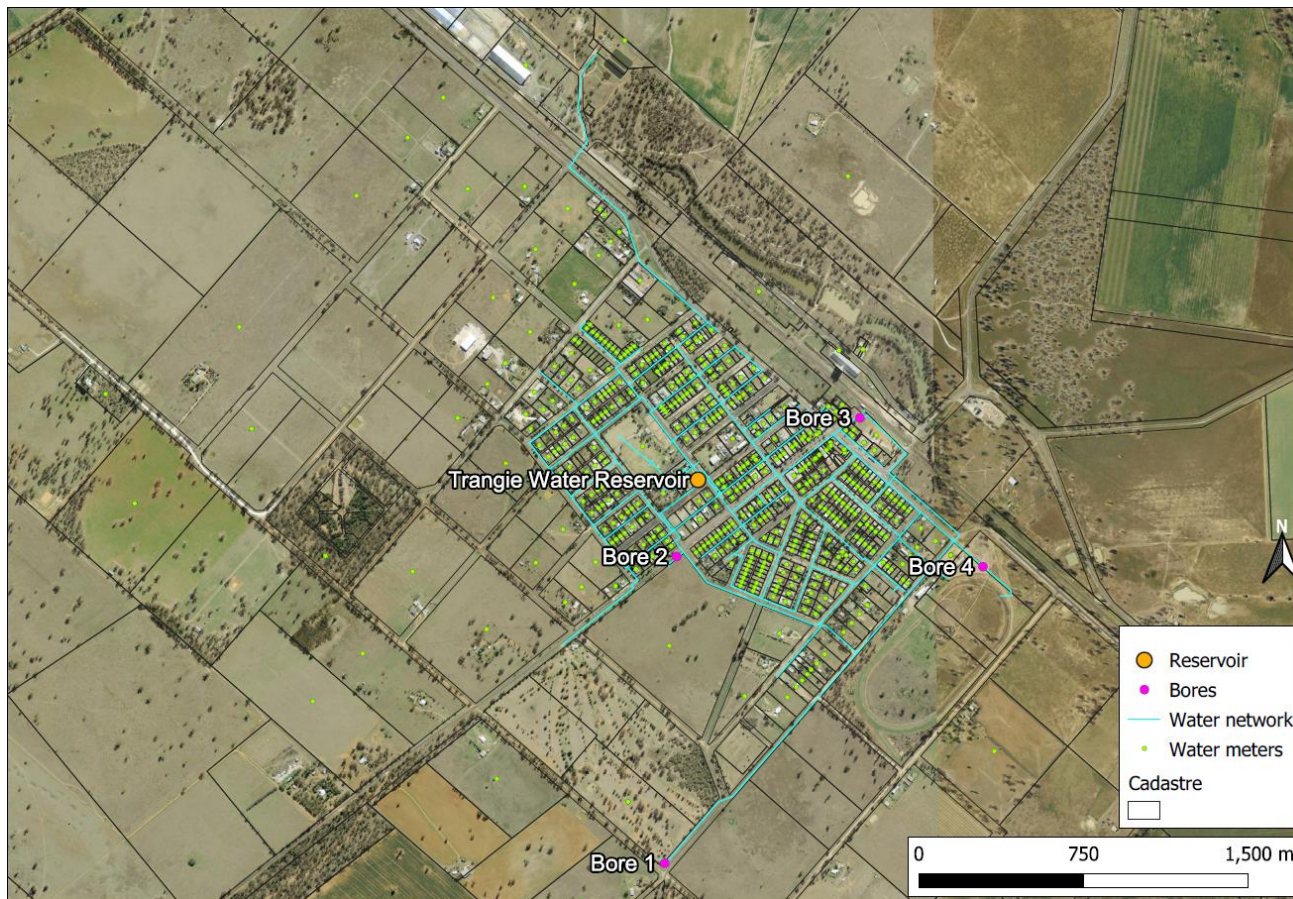 Bore 3
Trangie Water Reservoir
Bore 2
Bore 4
N
Reservoir
Bores
Water network
Water meters
Cadastre
Bore 1
0 750 1,500 m